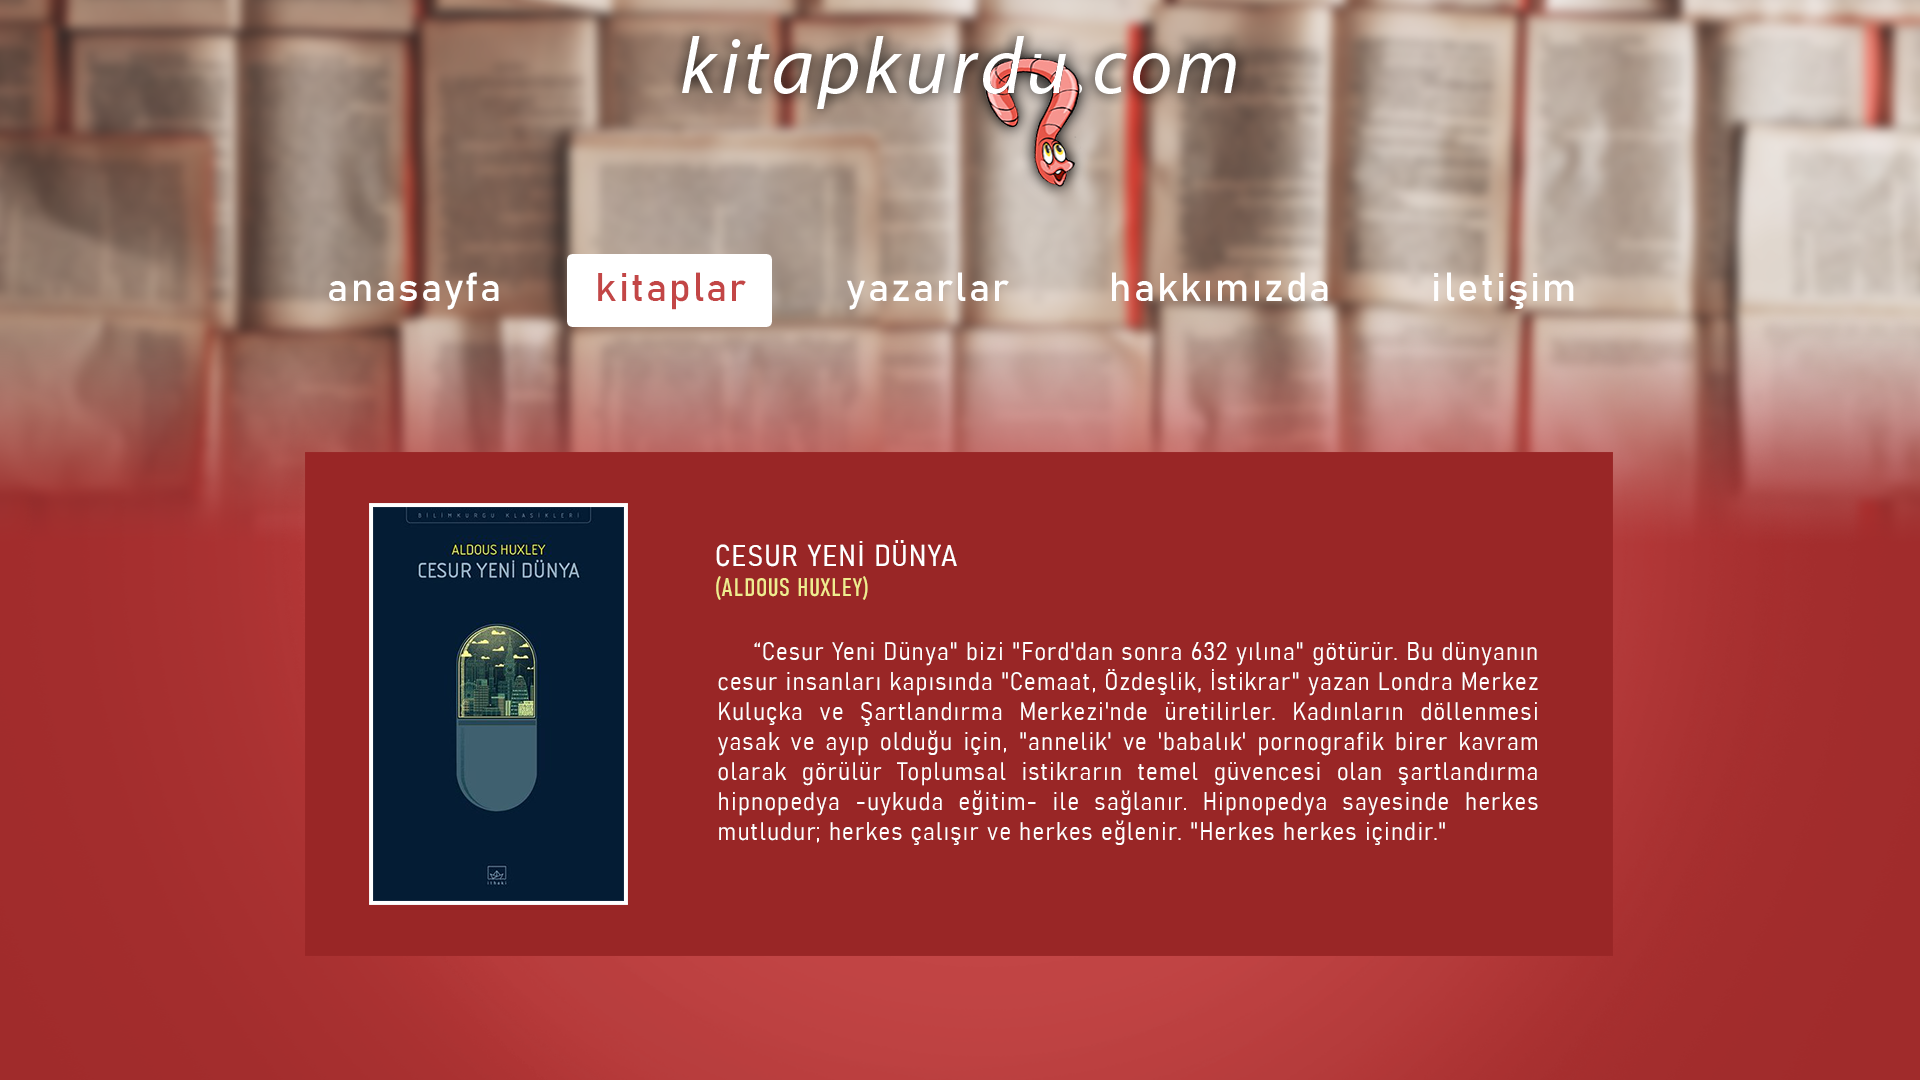 kitapkurdu.com
anasayfa
kitaplar
yazarlar
hakkımızda
iletişim
BİLİMKURGU KLASİKLERİ
ALDOUS HUXLEY
CESUR YENİ DÜNYA
ithaki
CESUR YENİ DÜNYA
(ALDOUS HUXLEY)
“Cesur Yeni Dünya" bizi "Ford'dan sonra 632 yılına" götürür. Bu dünyanın
cesur insanları kapısında "Cemaat, Özdeşlik, İstikrar" yazan Londra Merkez
Kuluçka ve Şartlandırma Merkezi'nde üretilirler. Kadınların döllenmesi
yasak ve ayıp olduğu için, "annelik' ve 'babalık' pornografik birer kavram
olarak görülür Toplumsal istikrarın temel güvencesi olan şartlandırma
hipnopedya -uykuda eğitim- ile sağlanır. Hipnopedya sayesinde herkes
mutludur; herkes çalışır ve herkes eğlenir. "Herkes herkes içindir."